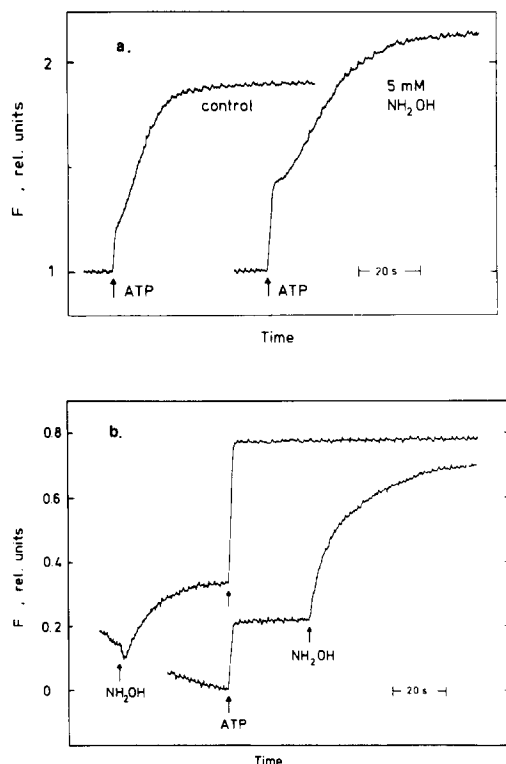 a.
2
control
5 mM
NH2OH
F , rel. units
1
ATP
ATP
20 s
Time
b.
0.8
0.6
0.4
F , rel. units
0.2
NH2OH
NH2OH
0
ATP
20 s
Time